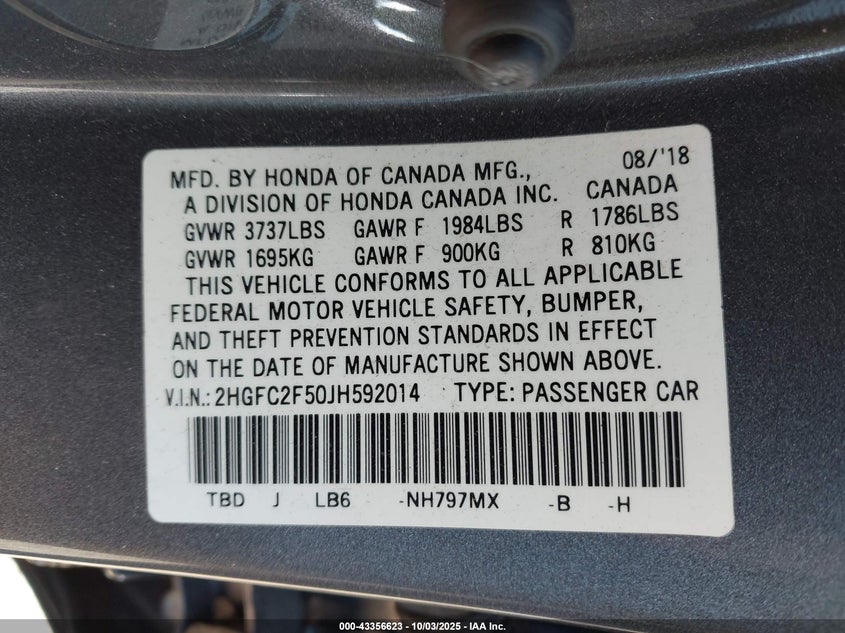 MFD. BY HONDA OF CANADA MFG., 08/'18
A DIVISION OF HONDA CANADA INC. CANADA
GVWR 3737LBS GAWR F 1984LBS R 1786LBS
GVWR 1695KG GAWR F 900KG R 810KG
THIS VEHICLE CONFORMS TO ALL APPLICABLE
FEDERAL MOTOR VEHICLE SAFETY, BUMPER,
AND THEFT PREVENTION STANDARDS IN EFFECT
ON THE DATE OF MANUFACTURE SHOWN ABOVE.
V.I.N.: 2HGFC2F50JH592014 TYPE: PASSENGER CAR
TBD J LB6 -NH797MX -B -H
000-43356623 - 10/03/2025 - IAA Inc.